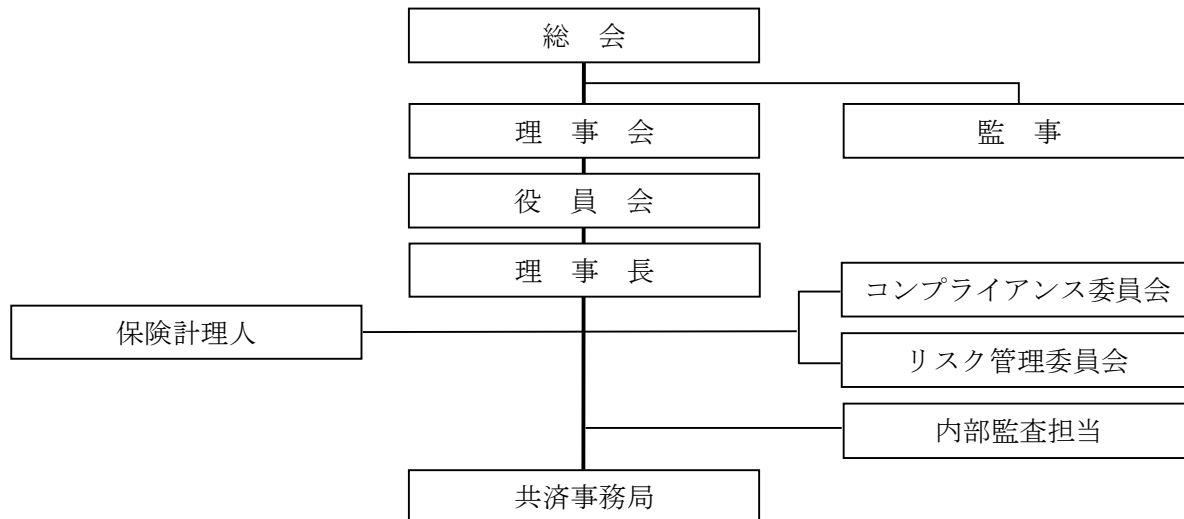 総　会
理　事　会
監　事
役　員　会
理　事　長
コンプライアンス委員会
保険計理人
リスク管理委員会
内部監査担当
共済事務局